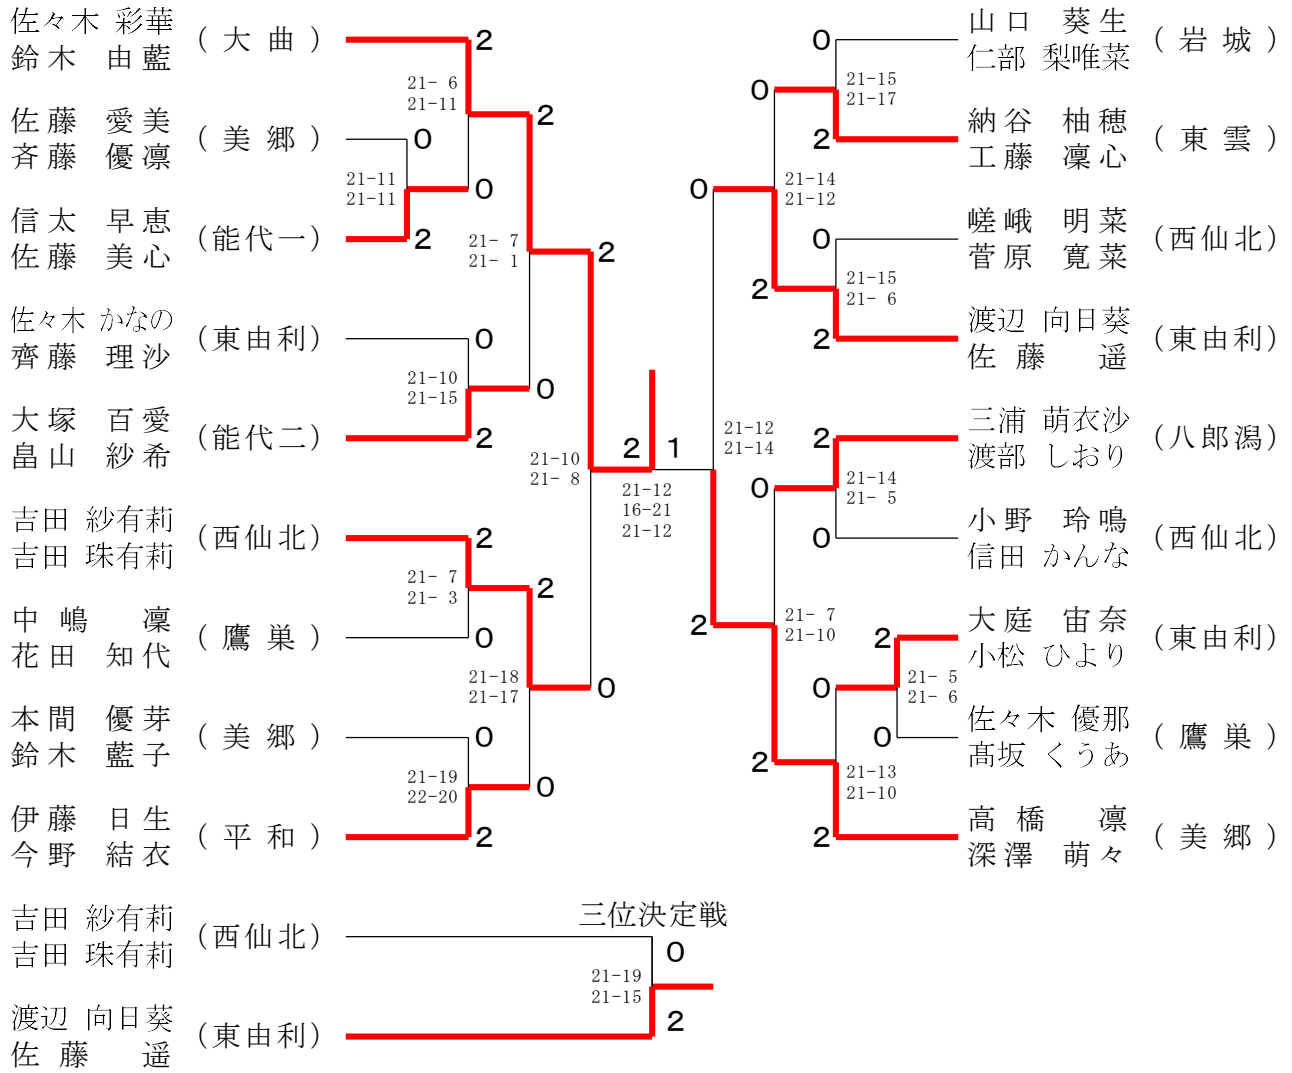 佐々木 彩華
鈴木 由藍
(大曲)
2
21- 6
21-11
2
佐藤 愛美
斉藤 優凛
(美郷)
0
21-11
21-11
0
信太 早恵
佐藤 美心
(能代一)
2
21- 7
21- 1
2
佐々木 かなの
齊藤 理沙
(東由利)
0
21-10
21-15
0
大塚 百愛
畠山 紗希
(能代二)
2
21-10
21- 8
吉田 紗有莉
吉田 珠有莉
(西仙北)
2
21- 7
21- 3
2
中嶋 凜
花田 知代
(鷹巣)
0
21-18
21-17
0
本間 優芽
鈴木 藍子
(美郷)
0
21-19
22-20
0
伊藤 日生
今野 結衣
(平和)
2
2 1
21-12
16-21
21-12
山口 葵生
仁部 梨唯菜
(岩城)
0
21-15
21-17
0
納谷 柚穂
工藤 凜心
(東雲)
2
21-14
21-12
0
嵯峨 明菜
菅原 寛菜
(西仙北)
0
21-15
21- 6
2
渡辺 向日葵
佐藤 遥
(東由利)
2
21-12
21-14
三浦 萌衣沙
渡部 しおり
(八郎潟)
2
21-14
21- 5
0
小野 玲鳴
信田 かんな
(西仙北)
0
21- 7
21-10
2
大庭 宙奈
小松 ひより
(東由利)
2
21- 5
21- 6
0
佐々木 優那
髙坂 くうあ
(鷹巣)
0
21-13
21-10
2
高橋 凛
深澤 萌々
(美郷)
2
三位決定戦
吉田 紗有莉
吉田 珠有莉
(西仙北)
0
21-19
21-15
渡辺 向日葵
佐藤 遥
(東由利)
2